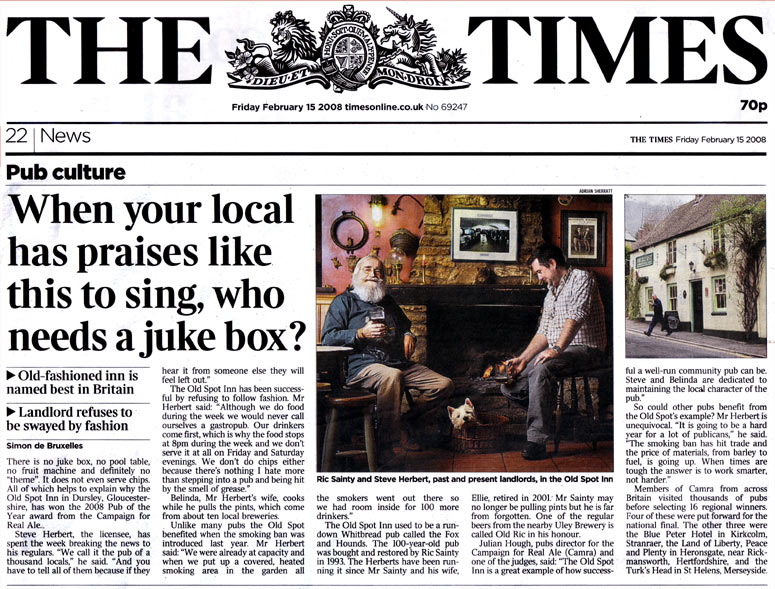 THE TIMES
HONI·SOIT·QUI·MAL·Y·PENSE
DIEU·ET MON·DROIT
Friday February 15 2008 timesonline.co.uk No 69247
70p
22 | News
THE TIMES Friday February 15 2008
Pub culture
When your local
has praises like
this to sing, who
needs a juke box?
▶ Old-fashioned inn is
named best in Britain
▶ Landlord refuses to
be swayed by fashion
Simon de Bruxelles
There is no juke box, no pool table,
no fruit machine and definitely no
“theme”. It does not even serve chips.
All of which helps to explain why the
Old Spot Inn in Dursley, Gloucester-
shire, has won the 2008 Pub of the
Year award from the Campaign for
Real Ale.
Steve Herbert, the licensee, has
spent the week breaking the news to
his regulars. “We call it the pub of a
thousand locals,” he said. “And you
have to tell all of them because if they
hear it from someone else they will
feel left out.”
The Old Spot Inn has been success-
ful by refusing to follow fashion. Mr
Herbert said: “Although we do food
during the week we would never call
ourselves a gastropub. Our drinkers
come first, which is why the food stops
at 8pm during the week and we don’t
serve it at all on Friday and Saturday
evenings. We don’t do chips either
because there’s nothing I hate more
than stepping into a pub and being hit
by the smell of grease.”
Belinda, Mr Herbert’s wife, cooks
while he pulls the pints, which come
from about ten local breweries.
Unlike many pubs the Old Spot
benefited when the smoking ban was
introduced last year. Mr Herbert
said: “We were already at capacity and
when we put up a covered, heated
smoking area in the garden all
ADRIAN SHERRATT
Ric Sainty and Steve Herbert, past and present landlords, in the Old Spot Inn
the smokers went out there so
we had room inside for 100 more
drinkers.”
The Old Spot Inn used to be a run-
down Whitbread pub called the Fox
and Hounds. The 100-year-old pub
was bought and restored by Ric Sainty
in 1993. The Herberts have been run-
ning it since Mr Sainty and his wife,
Ellie, retired in 2001. Mr Sainty may
no longer be pulling pints but he is far
from forgotten. One of the regular
beers from the nearby Uley Brewery is
called Old Ric in his honour.
Julian Hough, pubs director for the
Campaign for Real Ale (Camra) and
one of the judges, said: “The Old Spot
Inn is a great example of how success-
ful a well-run community pub can be.
Steve and Belinda are dedicated to
maintaining the local character of the
pub.”
So could other pubs benefit from
the Old Spot’s example? Mr Herbert is
unequivocal. “It is going to be a hard
year for a lot of publicans,” he said.
“The smoking ban has hit trade and
the price of materials, from barley to
fuel, is going up. When times are
tough the answer is to work smarter,
not harder.”
Members of Camra from across
Britain visited thousands of pubs
before selecting 16 regional winners.
Four of these were put forward for the
national final. The other three were
the Blue Peter Hotel in Kirkcolm,
Stranraer, the Land of Liberty, Peace
and Plenty in Heronsgate, near Rick-
mansworth, Hertfordshire, and the
Turk’s Head in St Helens, Merseyside.